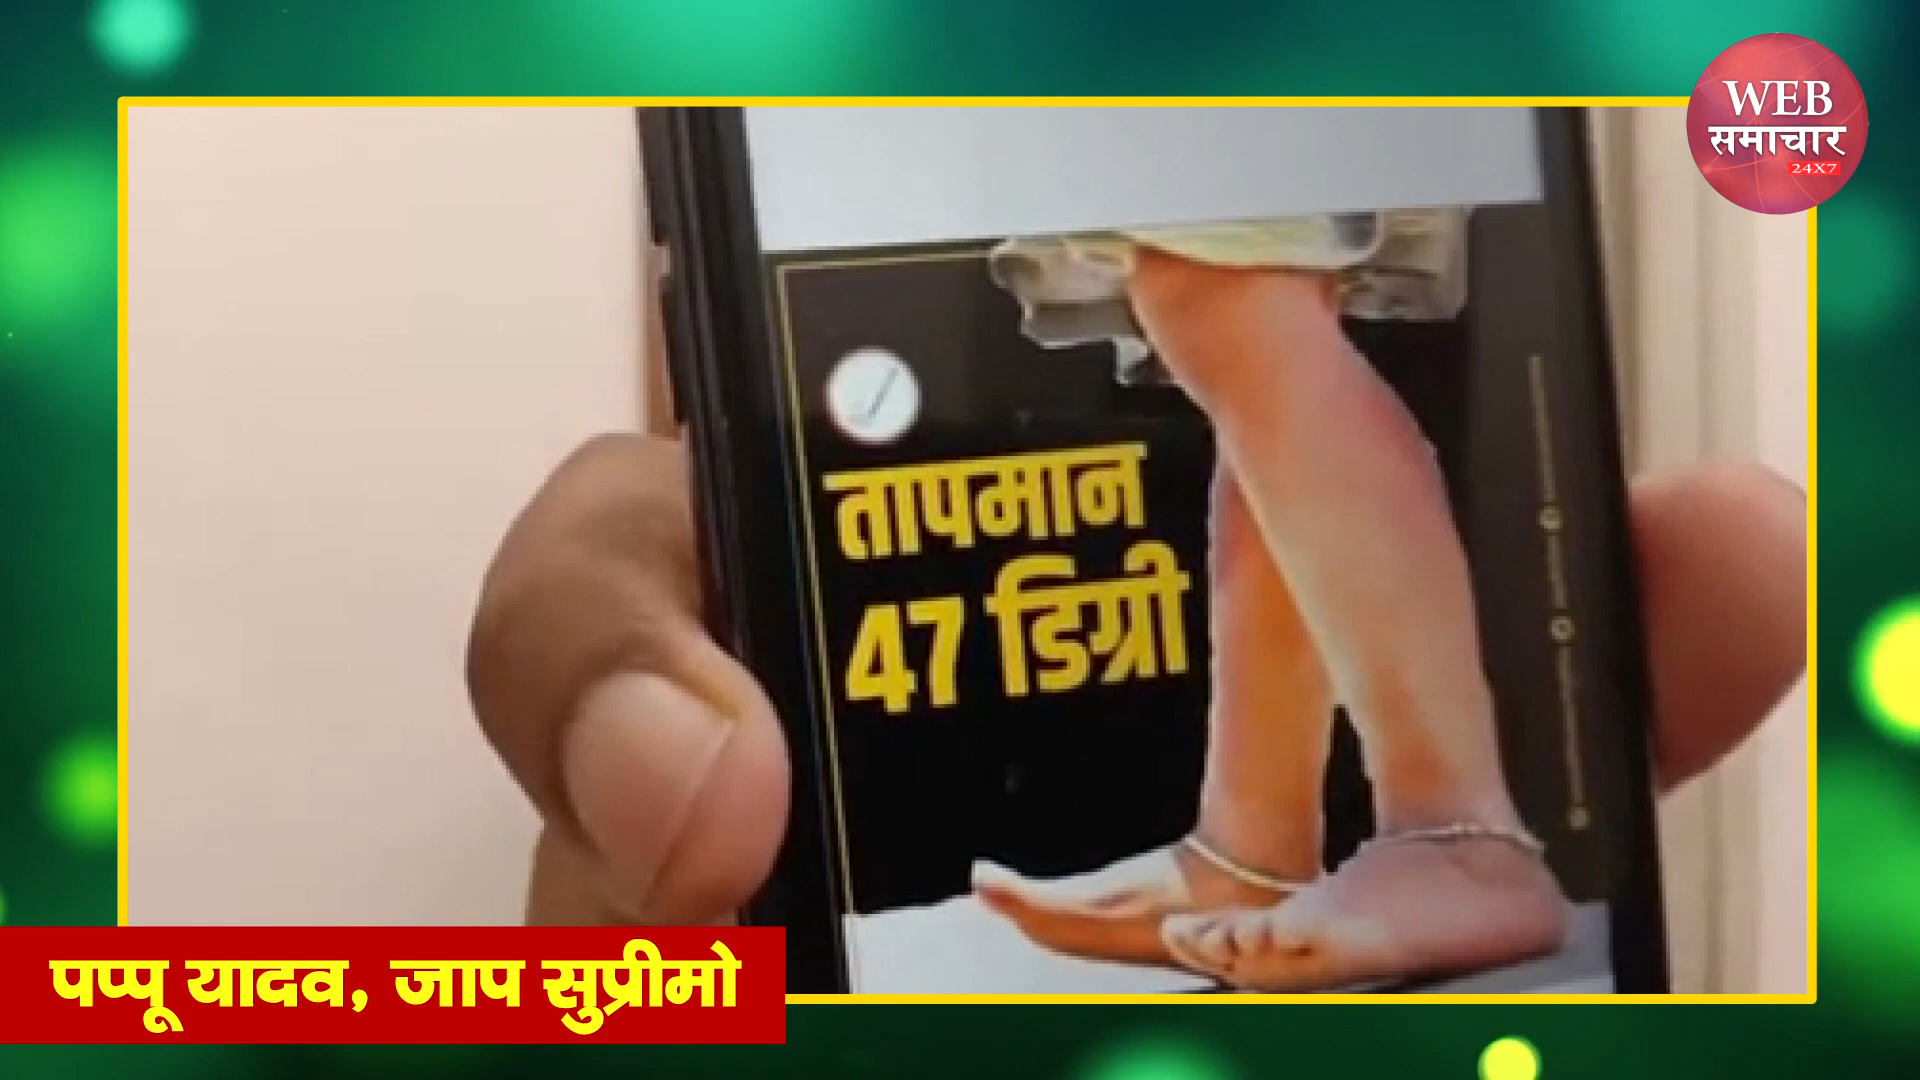 WEB
समाचार
24X7
तापमान
47 डिग्री
पप्पू यादव, जाप सुप्रीमो